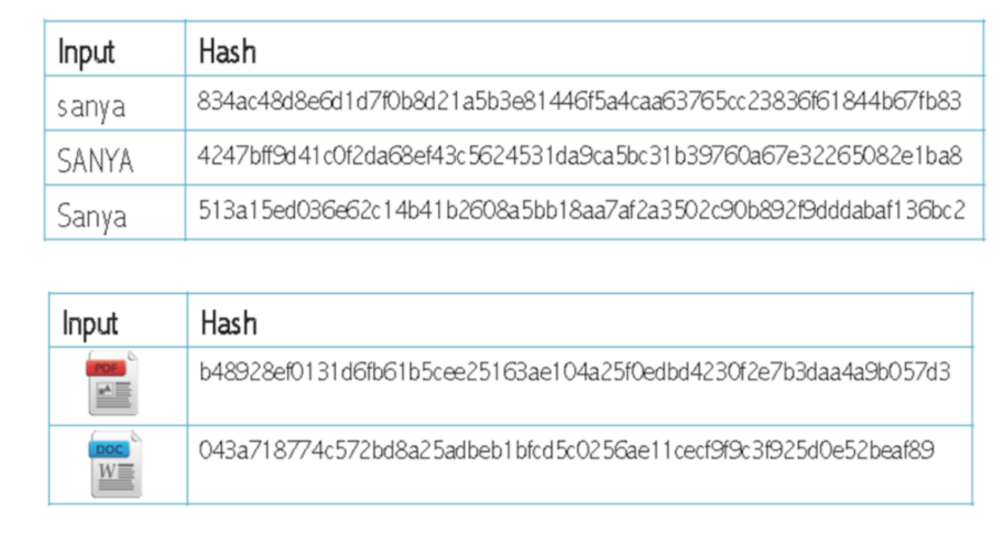 Input Hash
sanya 834ac48d8e6d1d7f0b8d21a5b3e81446f5a4caa63765cc23836f61844b67fb83
SANYA 4247bff9d41c0f2da68ef43c5624531da9ca5bc31b39760a67e32265082e1ba8
Sanya 513a15ed036e62c14b41b2608a5bb18aa7af2a3502c90b892f9dddabaf136bc2
Input Hash
PDF b48928ef0131d6fb61b5cee25163ae104a25f0edbd4230f2e7b3daa4a9b057d3
DOC 043a718774c572bd8a25adbeb1bfcd5c0256ae11cecf9f9c3f925d0e52beaf89
W